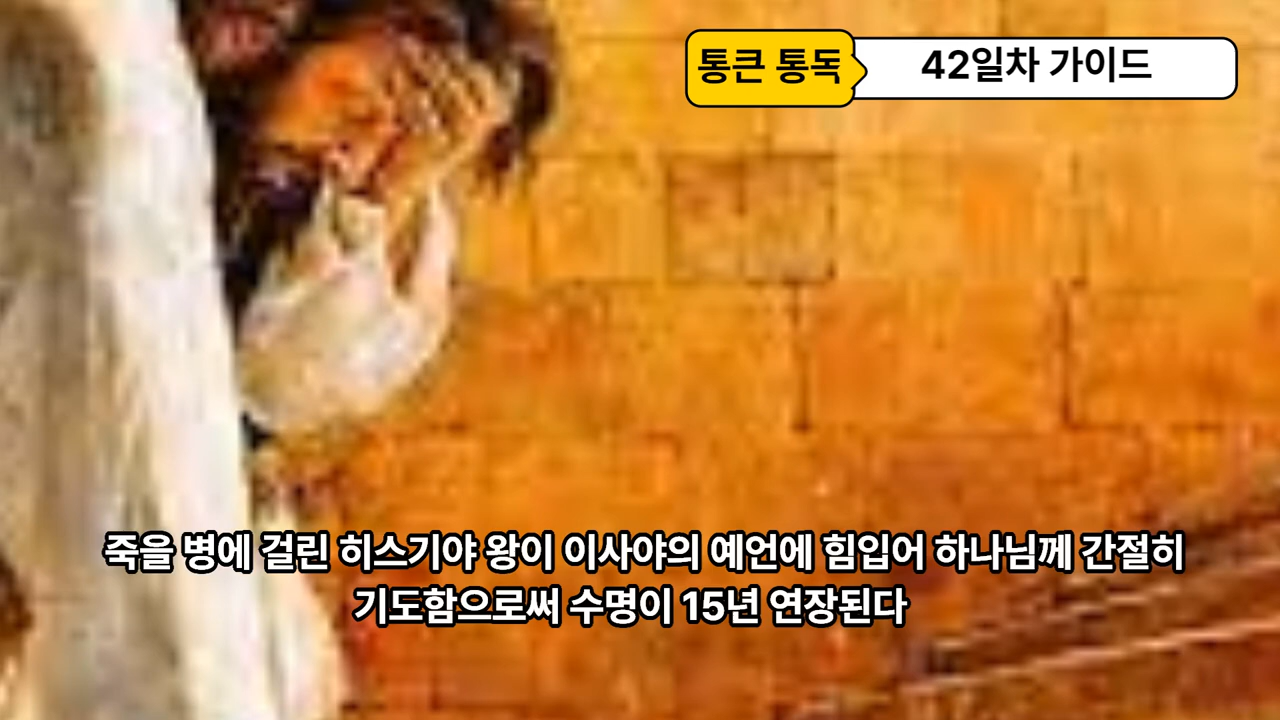 통큰 통독
42일차 가이드
죽을 병에 걸린 히스기야 왕이 이사야의 예언에 힘입어 하나님께 간절히
기도함으로써 수명이 15년 연장된다